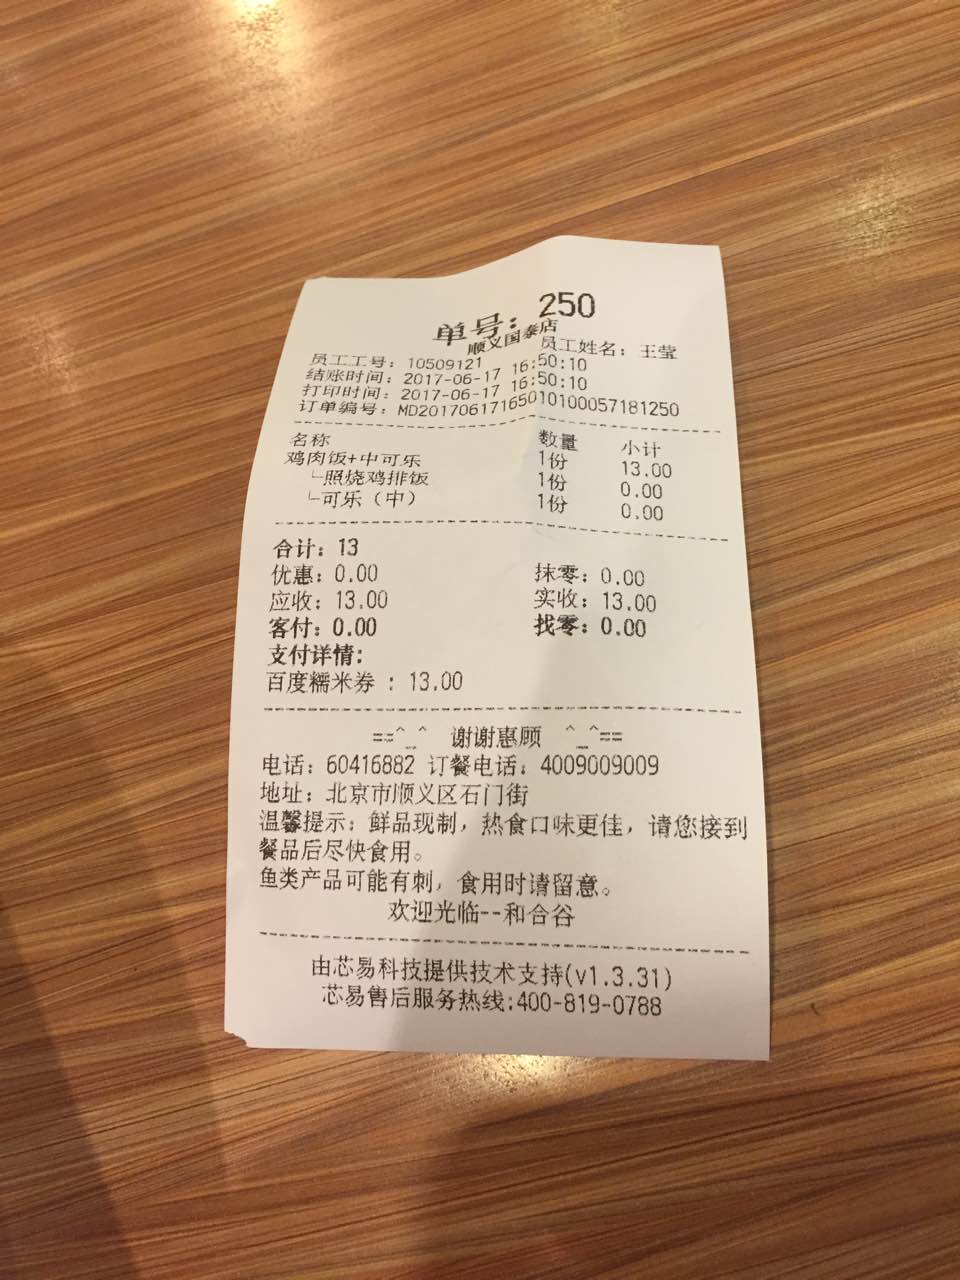 单号：250
顺义国泰店
员工工号：10509121 员工姓名：王莹
结账时间：2017-06-17 16:50:10
打印时间：2017-06-17 16:50:10
订单编号：MD20170617165010100057181250
名称 数量 小计
鸡肉饭+中可乐 1份 13.00
└照烧鸡排饭 1份 0.00
└可乐（中） 1份 0.00
合计：13
优惠：0.00 抹零：0.00
应收：13.00 实收：13.00
客付：0.00 找零：0.00
支付详情：
百度糯米券 : 13.00
==^_^ 谢谢惠顾 ^_^==
电话：60416882 订餐电话：4009009009
地址：北京市顺义区石门街
温馨提示：鲜品现制，热食口味更佳，请您接到
餐品后尽快食用。
鱼类产品可能有刺，食用时请留意。
欢迎光临--和合谷
由芯易科技提供技术支持(v1.3.31)
芯易售后服务热线:400-819-0788